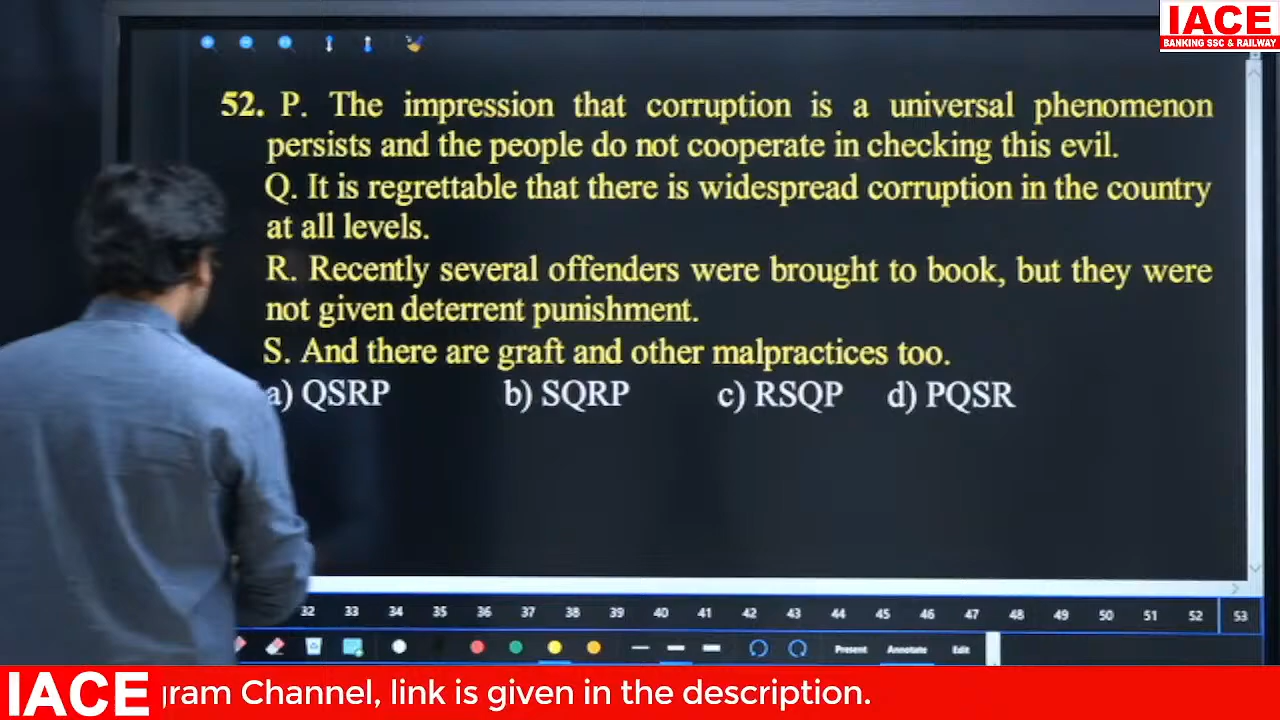 IACE
BANKING SSC & RAILWAY
52. P. The impression that corruption is a universal phenomenon
persists and the people do not cooperate in checking this evil.
Q. It is regrettable that there is widespread corruption in the country
at all levels.
R. Recently several offenders were brought to book, but they were
not given deterrent punishment.
S. And there are graft and other malpractices too.
a) QSRP b) SQRP c) RSQP d) PQSR
32 33 34 35 36 37 38 39 40 41 42 43 44 45 46 47 48 49 50 51 52 53
Present Annotate Edit
IACE gram Channel, link is given in the description.